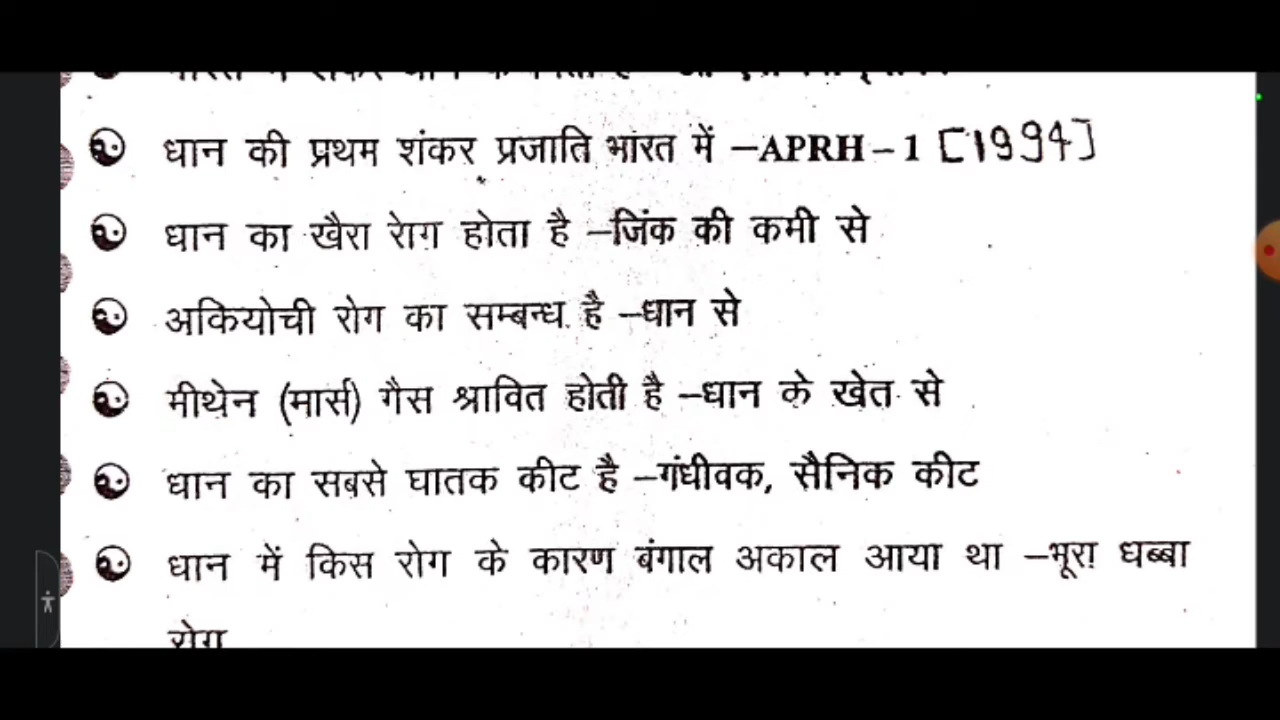 धान की प्रथम शंकर प्रजाति भारत में –APRH–1 [1994]
धान का खैरा रोग होता है –जिंक की कमी से
अकियोची रोग का सम्बन्ध है –धान से
मीथेन (मार्स) गैस श्रावित होती है –धान के खेत से
धान का सबसे घातक कीट है –गंधीवक, सैनिक कीट
धान में किस रोग के कारण बंगाल अकाल आया था –भूरा धब्बा
रोग